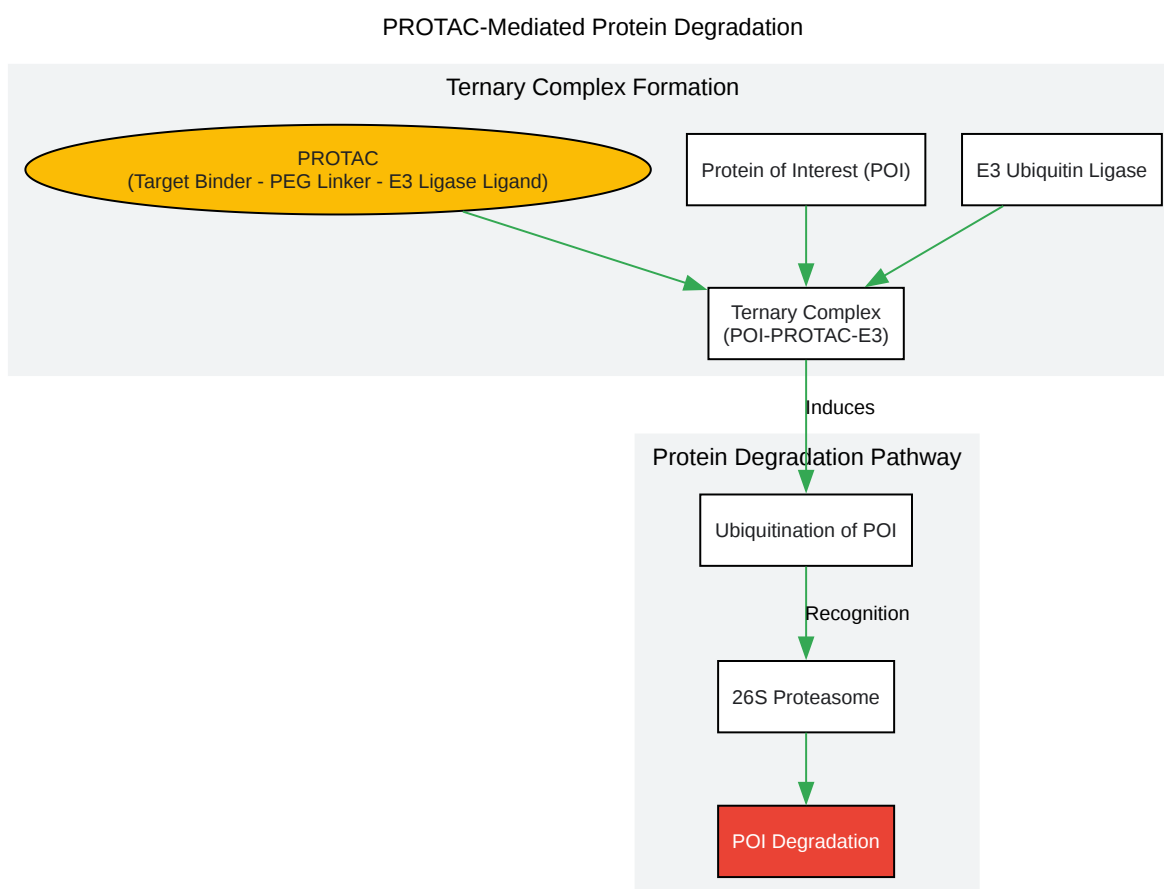 PROTAC-Mediated Protein Degradation
Ternary Complex Formation
PROTAC
(Target Binder - PEG Linker - E3 Ligase Ligand)
Protein of Interest (POI)
E3 Ubiquitin Ligase
Ternary Complex
(POI-PROTAC-E3)
Induces
Protein Degradation Pathway
Ubiquitination of POI
Recognition
26S Proteasome
POI Degradation